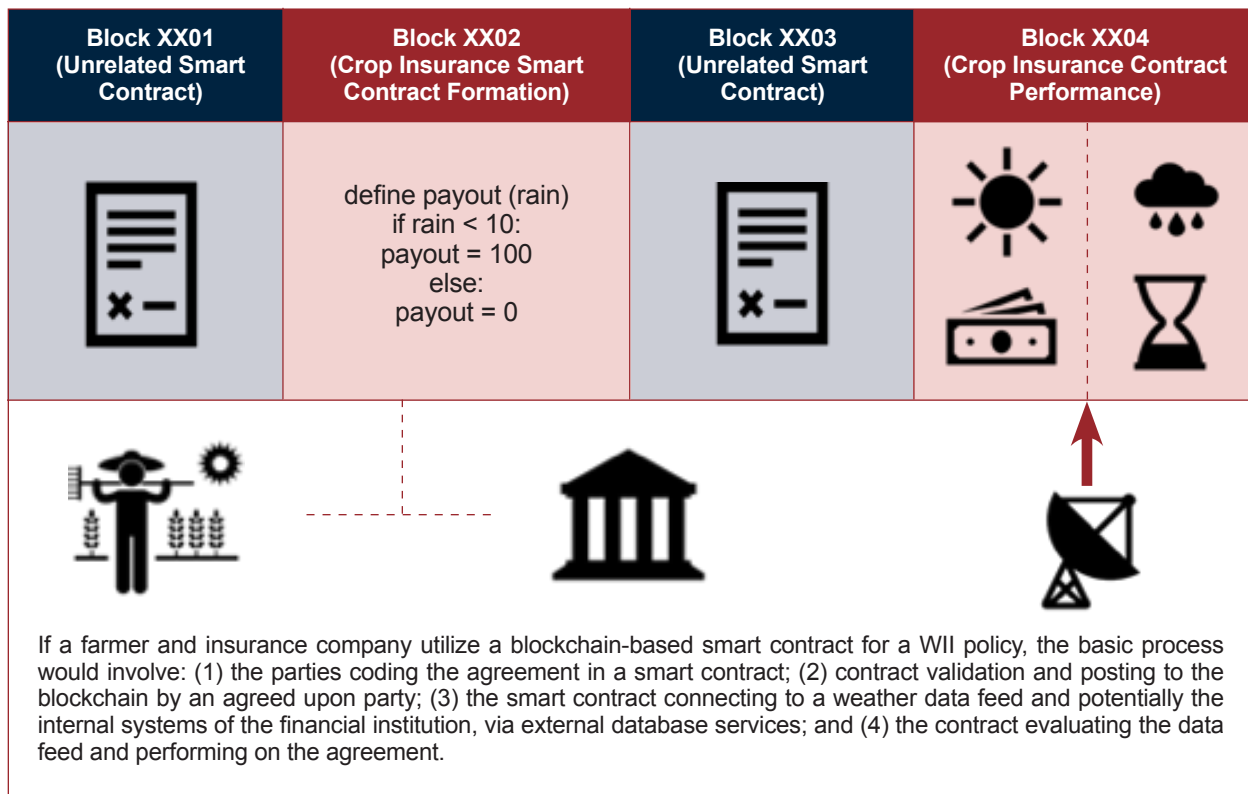 Block XX01
(Unrelated Smart
Contract)
Block XX02
(Crop Insurance Smart
Contract Formation)
Block XX03
(Unrelated Smart
Contract)
Block XX04
(Crop Insurance Contract
Performance)
define payout (rain)
if rain < 10:
payout = 100
else:
payout = 0
If a farmer and insurance company utilize a blockchain-based smart contract for a WII policy, the basic process
would involve: (1) the parties coding the agreement in a smart contract; (2) contract validation and posting to the
blockchain by an agreed upon party; (3) the smart contract connecting to a weather data feed and potentially the
internal systems of the financial institution, via external database services; and (4) the contract evaluating the data
feed and performing on the agreement.